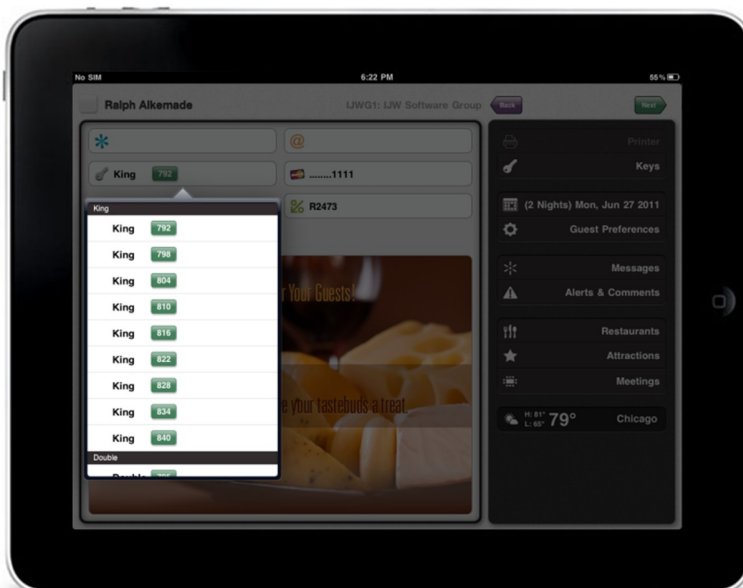 No SIM 6:22 PM 55%
Ralph Alkemade IJWG1: IJW Software Group Back Next
@
King 792 ........1111
R2473
King
King 792
King 798
King 804
King 810
King 816
King 822
King 828
King 834
King 840
Double
Double
r Your Guests!
e your tastebuds a treat.
Printer
Keys
(2 Nights) Mon, Jun 27 2011
Guest Preferences
Messages
Alerts & Comments
Restaurants
Attractions
Meetings
H: 81° L: 65° 79° Chicago